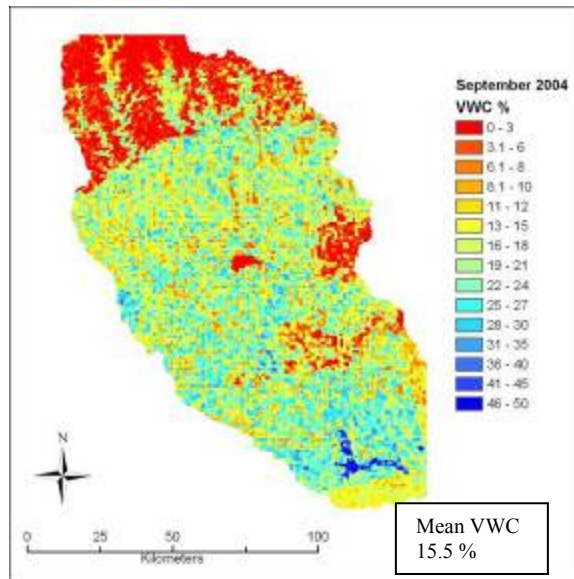 September 2004
VWC %
0 - 3
3.1 - 6
6.1 - 8
8.1 - 10
11 - 12
13 - 15
16 - 18
19 - 21
22 - 24
25 - 27
28 - 30
31 - 35
36 - 40
41 - 45
46 - 50
N
0 25 50 100
Kilometers
Mean VWC
15.5 %